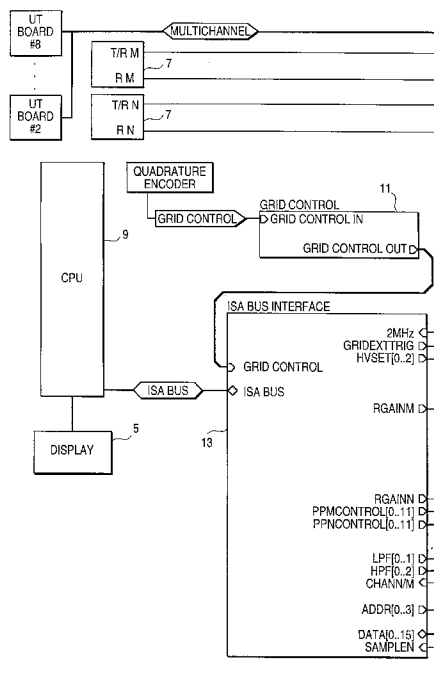 UT
BOARD
#8
MULTICHANNEL
T/R M
R M
7
UT
BOARD
#2
T/R N
R N
7
QUADRATURE
ENCODER
11
GRID CONTROL
GRID CONTROL
GRID CONTROL IN
GRID CONTROL OUT
9
CPU
ISA BUS INTERFACE
2MHz
GRIDEXTTRIG
HVSET[0..2]
GRID CONTROL
ISA BUS
ISA BUS
RGAINM
5
DISPLAY
13
RGAINN
PPMCONTROL[0..11]
PPNCONTROL[0..11]
LPF[0..1]
HPF[0..2]
CHANN/M
ADDR[0..3]
DATA[0..15]
SAMPLEN